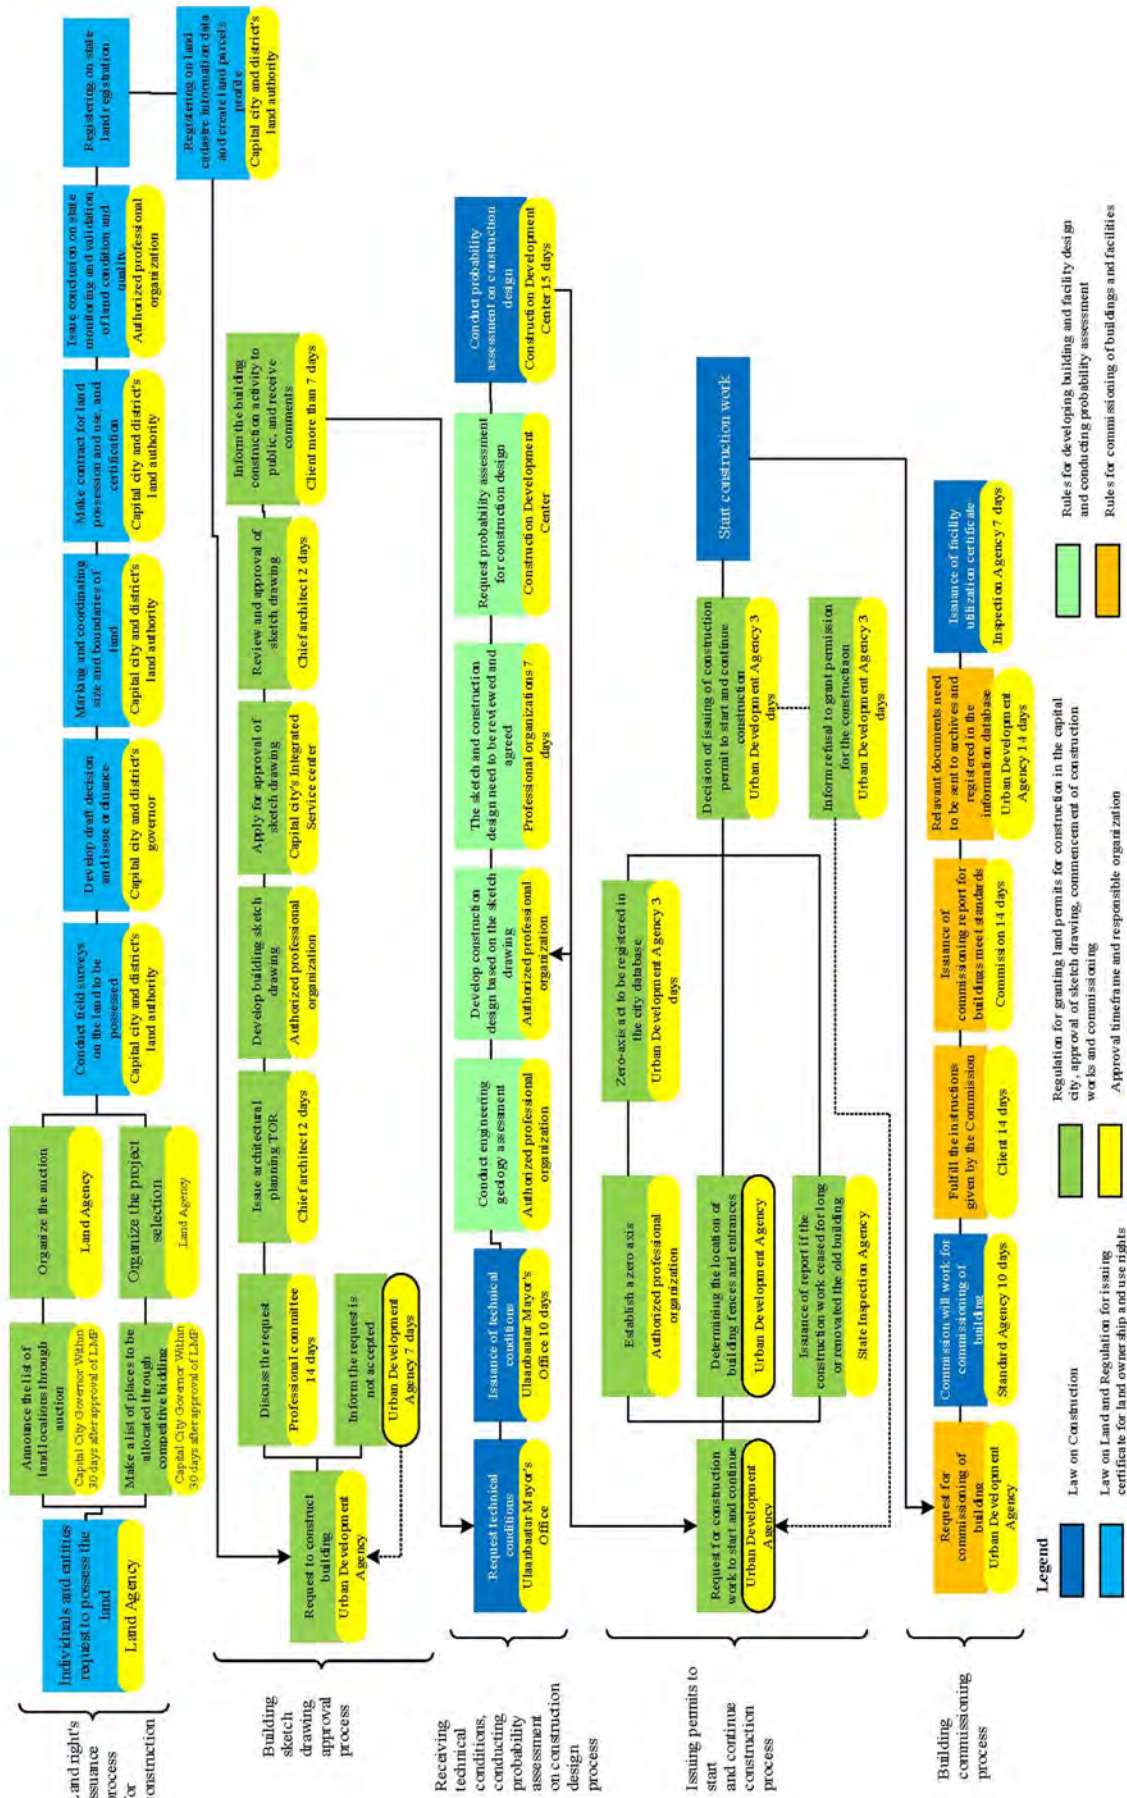 Land right's
issuance
process
for
construction
Individuals and entities
request to possess the
land
Land Agency
Announce the list of
land locations through
auction
Capital City Governor Within
30 days after approval of LMP
Make a list of places to be
allocated through
competitive bidding
Capital City Governor Within
30 days after approval of LMP
Organize the auction
Land Agency
Organize the project
selection
Land Agency
Conduct field surveys
on the land to be
possessed
Capital city and district's
land authority
Develop draft decision
and issue ordinance
Capital city and district's
governor
Marking and coordinating
size and boundaries of
land
Capital city and district's
land authority
Make contract for land
possession and use, and
certification
Capital city and district's
land authority
Issue conclusion on state
monitoring and validation
of land condition and
quality
Authorized professional
organization
Registering on state
land registration
Registering on land
cadastre information data
and create land parcels
profile
Capital city and district's
land authority
Building
sketch
drawing
approval
process
Request to construct
building
Urban Development
Agency
Discuss the request
Professional committee
14 days
Inform the request is
not accepted
Urban Development
Agency 7 days
Issue architectural
planning TOR
Chief architect 2 days
Develop building sketch
drawing
Authorized professional
organization
Apply for approval of
sketch drawing
Capital city's Integrated
Service center
Review and approval of
sketch drawing
Chief architect 2 days
Inform the building
construction activity to
public, and receive
comments
Client more than 7 days
Receiving
technical
conditions,
conducting
probability
assessment
on construction
design
process
Request technical
conditions
Ulaanbaatar Mayor's
Office
Issuance of technical
conditions
Ulaanbaatar Mayor's
Office 10 days
Conduct engineering
geology assessment
Authorized professional
organization
Develop construction
design based on the sketch
drawing
Authorized professional
organization
The sketch and construction
design need to be reviewed and
agreed
Professional organizations 7
days
Request probability assessment
for construction design
Construction Development
Center
Conduct probability
assessment on construction
design
Construction Development
Center 15 days
Issuing permits to
start
and continue
construction
process
Request for construction
work to start and continue
Urban Development
Agency
Establish a zero axis
Authorized professional
organization
Determining the location of
building fences and entrances
Urban Development Agency
Issuance of report if the
construction work ceased for long
or renovated the old building
State Inspection Agency
Zero-axis act to be registered in
the city database
Urban Development Agency 3
days
Decision of issuing of construction
permit to start and continue
construction
Urban Development Agency 3
days
Inform refusal to grant permission
for the constructiaon
Urban Development Agency 3
days
Start construction work
Building
commissioning
process
Request for
commissioning of
building
Urban Development
Agency
Commission will work for
commissioning of
building
Standard Agency 10 days
Fulfill the instructions
given by the Commission
Client 14 days
Issuance of
commissioning report for
buildings meet standards
Commission 14 days
Relavant documents need
to be sent to archives and
registered in the
information database
Urban Development
Agency 14 days
Issuance of facility
utilization certificate
Inspection Agency 7 days
Legend
Law on Construction
Law on Land and Regulation for issuing
certificate for land ownership and use rights
Regulation for granting land permits for construction in the capital
city, approval of sketch drawing, commencement of construction
works and commissioning
Approval timeframe and responsible organization
Rules for developing building and facility design
and conducting probability assessment
Rules for commissioning of buildings and facilities